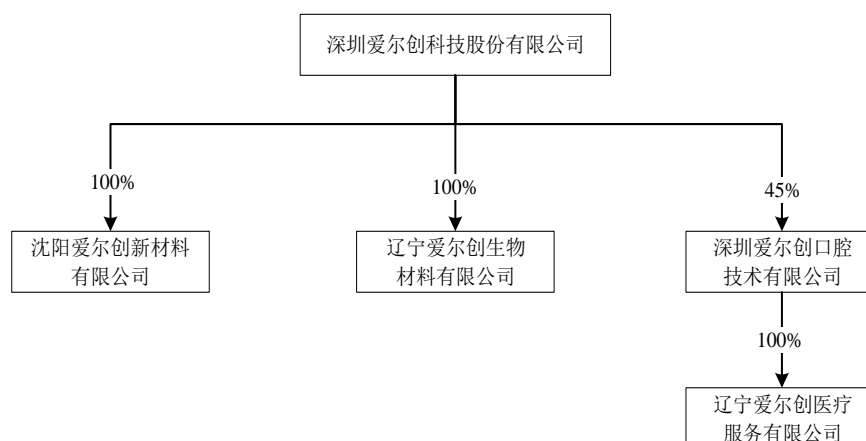 深圳爱尔创科技股份有限公司
100%
100%
45%
沈阳爱尔创新材料
有限公司
辽宁爱尔创生物
材料有限公司
深圳爱尔创口腔
技术有限公司
100%
辽宁爱尔创医疗
服务有限公司